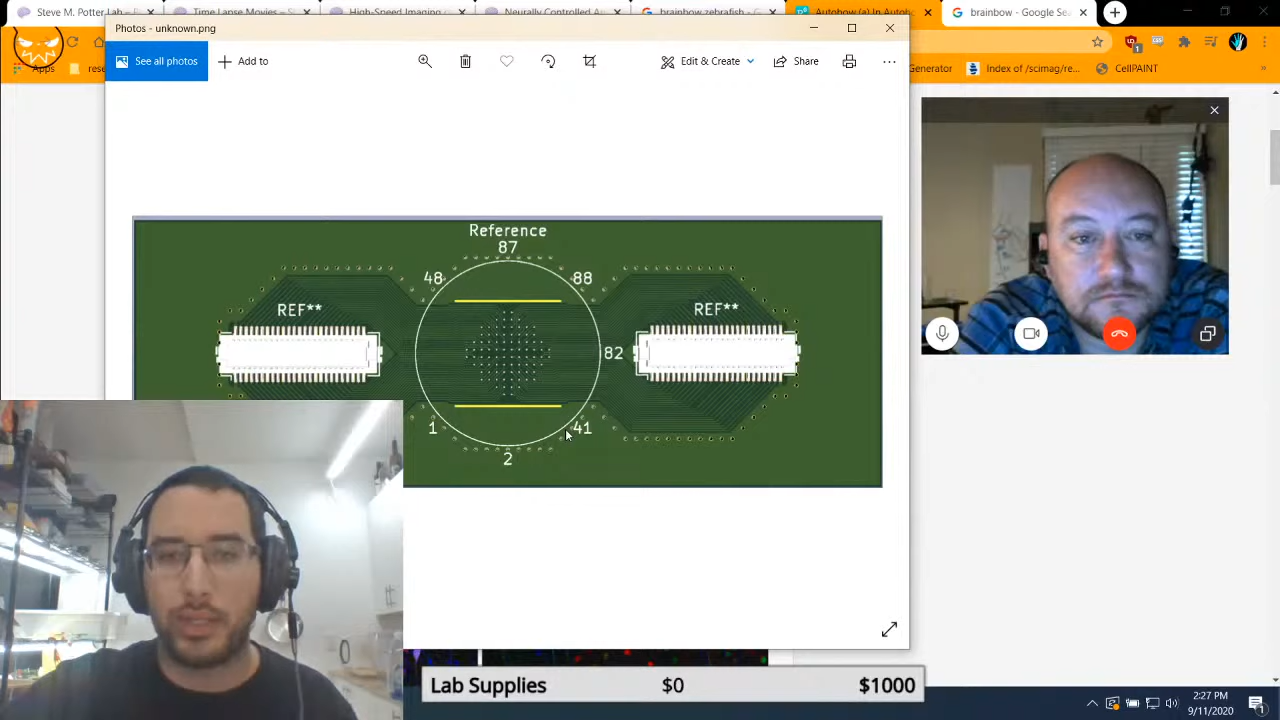 Steve M. Potter Lab
Time Lapse Movies
High-Speed Imaging
Neurally Controlled A
brainbow zebrafish
Autobow (a) In Autob
brainbow - Google Sea
Photos - unknown.png
See all photos
Add to
Edit & Create
Share
Apps
rese
Generator
Index of /scimag/re...
CellPAINT
Reference
87
48
88
REF**
REF**
82
1
41
2
Lab Supplies $0 $1000
2:27 PM
9/11/2020